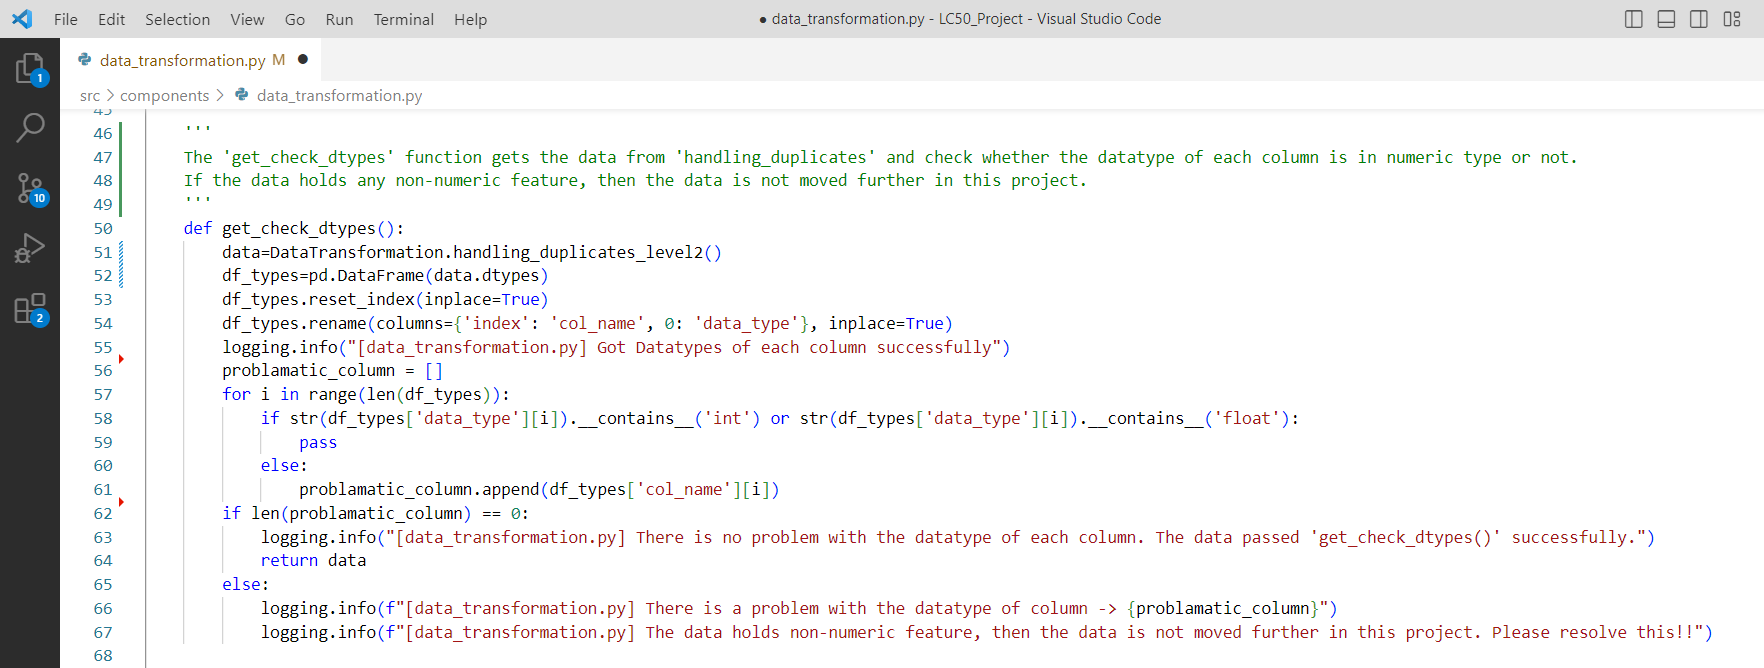 File Edit Selection View Go Run Terminal Help ● data_transformation.py - LC50_Project - Visual Studio Code
data_transformation.py M ●
src > components > data_transformation.py
45
46 '''
47 The 'get_check_dtypes' function gets the data from 'handling_duplicates' and check whether the datatype of each column is in numeric type or not.
48 If the data holds any non-numeric feature, then the data is not moved further in this project.
49 '''
50 def get_check_dtypes():
51 data=DataTransformation.handling_duplicates_level2()
52 df_types=pd.DataFrame(data.dtypes)
53 df_types.reset_index(inplace=True)
54 df_types.rename(columns={'index': 'col_name', 0: 'data_type'}, inplace=True)
55 logging.info("[data_transformation.py] Got Datatypes of each column successfully")
56 problamatic_column = []
57 for i in range(len(df_types)):
58 if str(df_types['data_type'][i]).__contains__('int') or str(df_types['data_type'][i]).__contains__('float'):
59 pass
60 else:
61 problamatic_column.append(df_types['col_name'][i])
62 if len(problamatic_column) == 0:
63 logging.info("[data_transformation.py] There is no problem with the datatype of each column. The data passed 'get_check_dtypes()' successfully.")
64 return data
65 else:
66 logging.info(f"[data_transformation.py] There is a problem with the datatype of column -> {problamatic_column}")
67 logging.info(f"[data_transformation.py] The data holds non-numeric feature, then the data is not moved further in this project. Please resolve this!!")
68
1
10
2